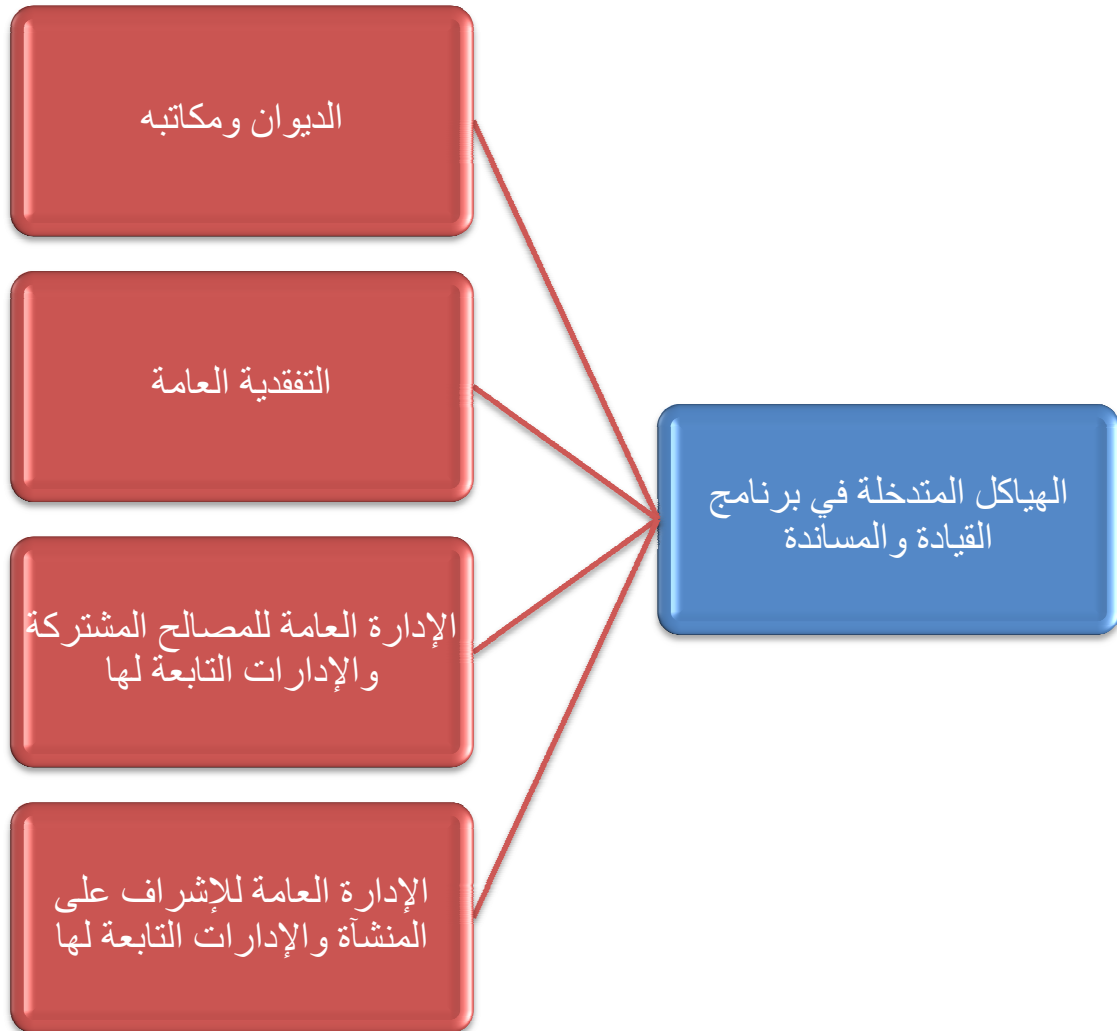 الديوان ومكاتبه
التفقدية العامة
الهياكل المتدخلة في برنامج
القيادة والمساندة
الإدارة العامة للمصالح المشتركة
والإدارات التابعة لها
الإدارة العامة للإشراف على
المنشآة والإدارات التابعة لها